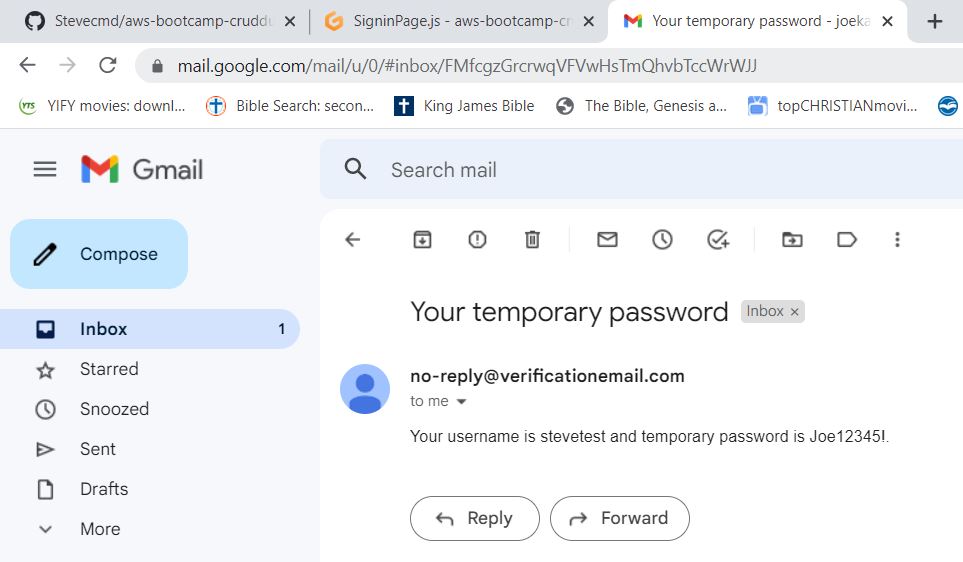 Stevecmd/aws-bootcamp-cruddu
SigninPage.js - aws-bootcamp-cr
Your temporary password - joeka
mail.google.com/mail/u/0/#inbox/FMfcgzGrcrwqVFVwHsTmQhvbTccWrWJJ
YTS YIFY movies: downl...
Bible Search: secon...
King James Bible
The Bible, Genesis a...
topCHRISTIANmovi...
Gmail
Search mail
Compose
Your temporary password
Inbox ×
Inbox 1
Starred
Snoozed
Sent
Drafts
More
no-reply@verificationemail.com
to me
Your username is stevetest and temporary password is Joe12345!.
Reply
Forward